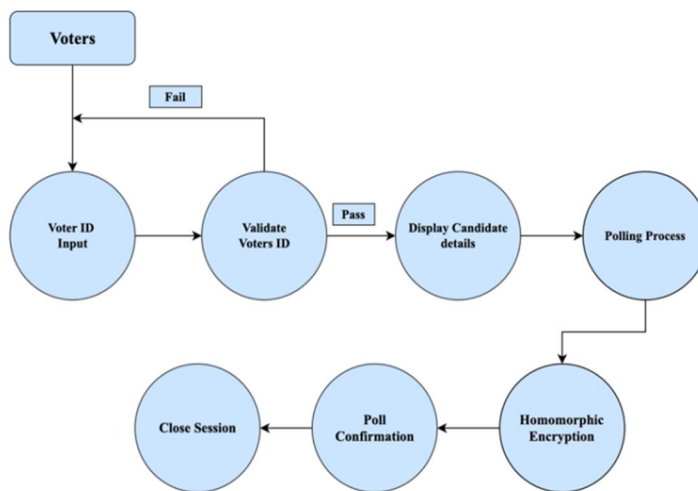 Voters
Fail
Voter ID
Input
Validate
Voters ID
Pass
Display Candidate
details
Polling Process
Close Session
Poll
Confirmation
Homomorphic
Encryption